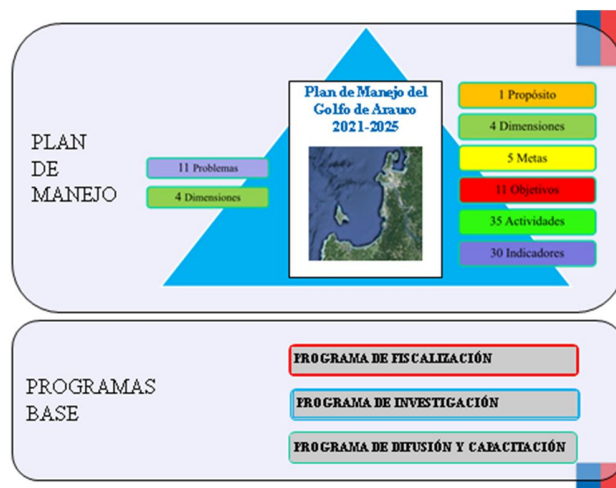 PLAN
DE
MANEJO
11 Problemas
4 Dimensiones
Plan de Manejo del
Golfo de Arauco
2021-2025
1 Propósito
4 Dimensiones
5 Metas
11 Objetivos
35 Actividades
30 Indicadores
PROGRAMAS
BASE
PROGRAMA DE FISCALIZACIÓN
PROGRAMA DE INVESTIGACIÓN
PROGRAMA DE DIFUSIÓN Y CAPACITACIÓN